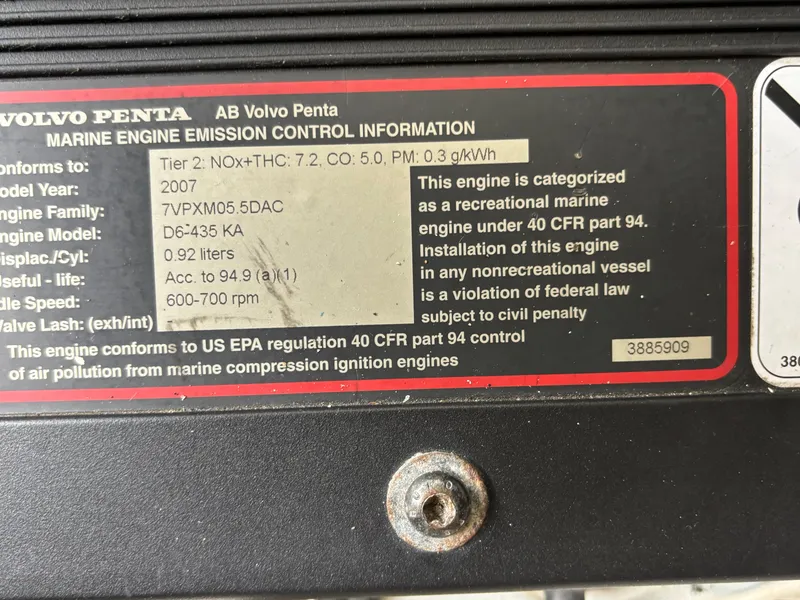 VOLVO PENTA AB Volvo Penta
MARINE ENGINE EMISSION CONTROL INFORMATION
onforms to: Tier 2: NOx+THC: 7.2, CO: 5.0, PM: 0.3 g/kWh
odel Year: 2007
ngine Family: 7VPXM05.5DAC
ngine Model: D6-435 KA
isplac./Cyl: 0.92 liters
Useful - life: Acc. to 94.9 (a)(1)
dle Speed: 600-700 rpm
Valve Lash: (exh/int)
This engine is categorized
as a recreational marine
engine under 40 CFR part 94.
Installation of this engine
in any nonrecreational vessel
is a violation of federal law
subject to civil penalty
This engine conforms to US EPA regulation 40 CFR part 94 control
of air pollution from marine compression ignition engines
3885909